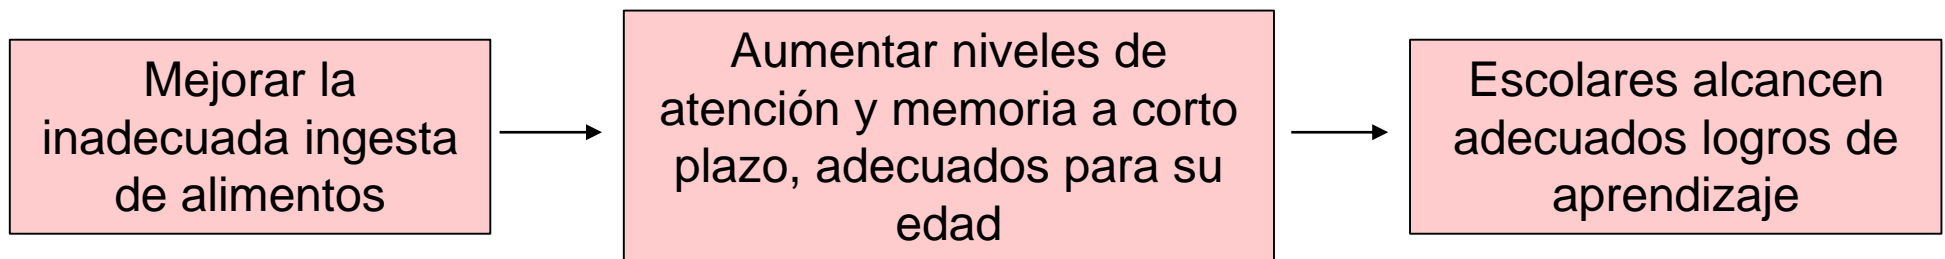 Mejorar la
inadecuada ingesta
de alimentos
Aumentar niveles de
atención y memoria a corto
plazo, adecuados para su
edad
Escolares alcancen
adecuados logros de
aprendizaje